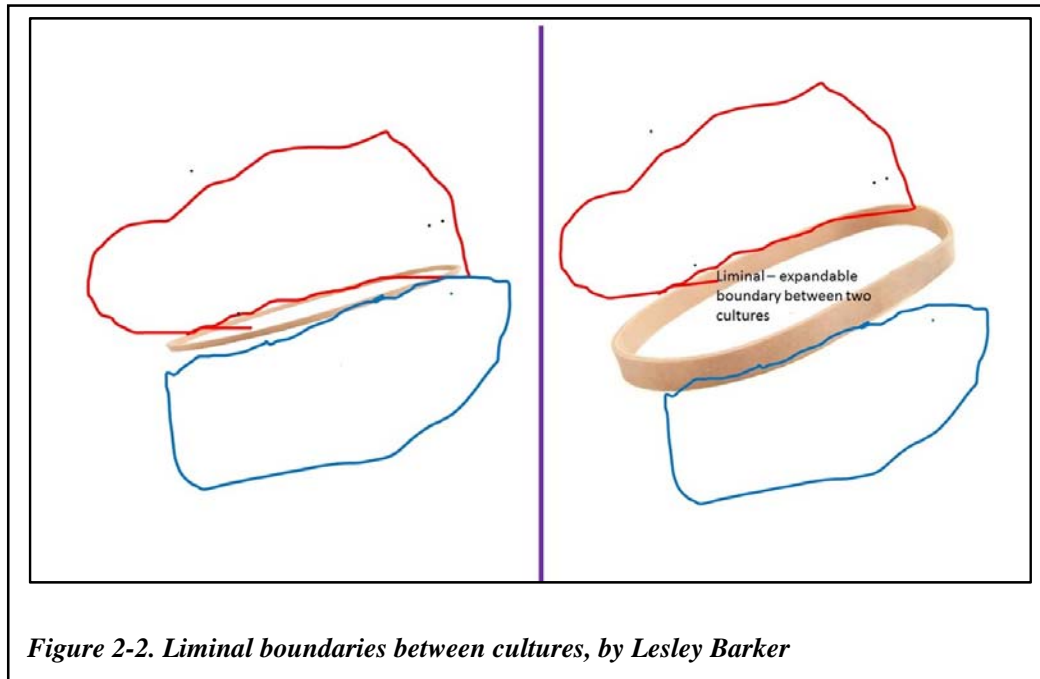 Liminal – expandable
boundary between two
cultures
Figure 2-2. Liminal boundaries between cultures, by Lesley Barker